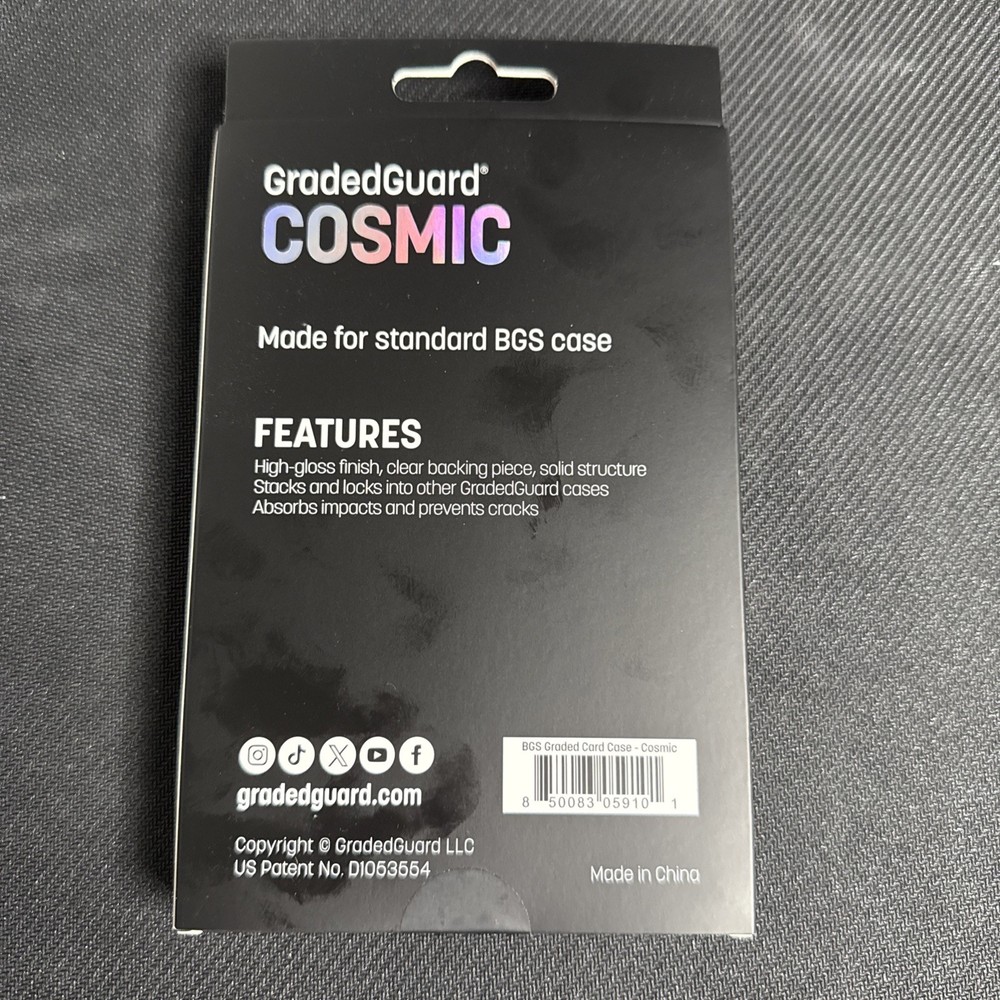 GradedGuard®
COSMIC
Made for standard BGS case
FEATURES
High-gloss finish, clear backing piece, solid structure
Stacks and locks into other GradedGuard cases
Absorbs impacts and prevents cracks
gradedguard.com
BGS Graded Card Case - Cosmic
8 50083 05910 1
Copyright © GradedGuard LLC
US Patent No. D1053554
Made in China